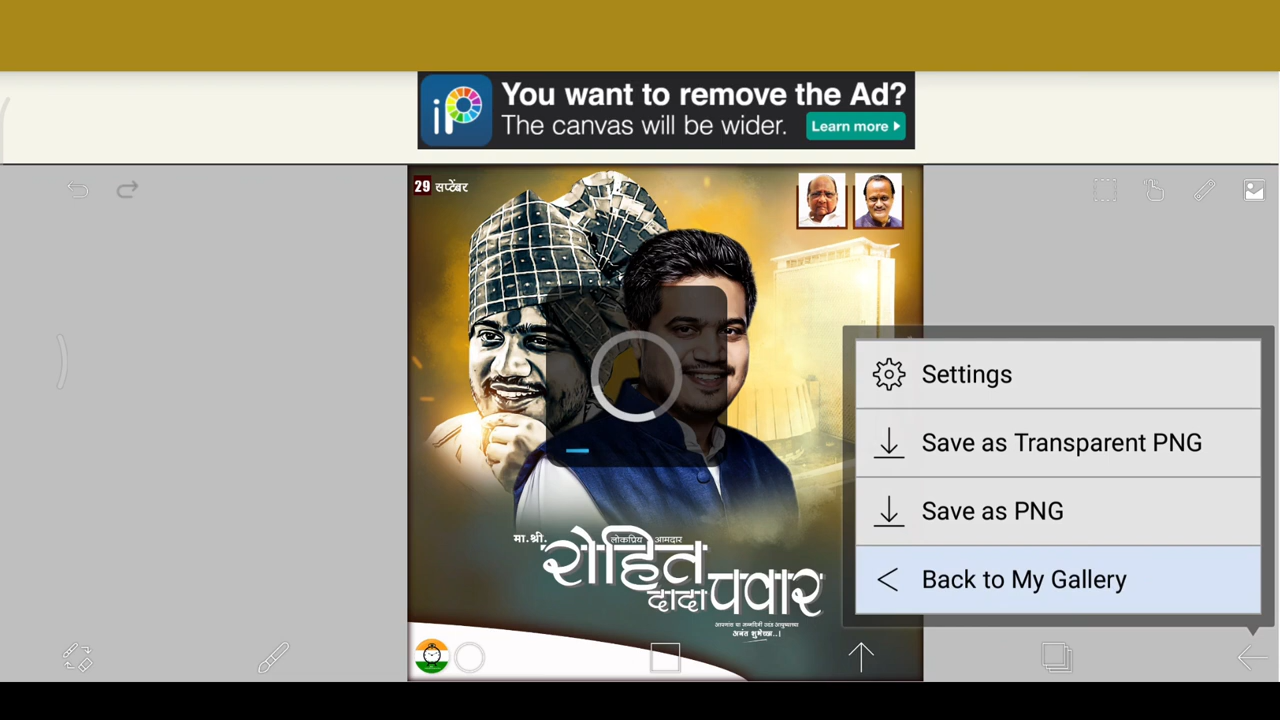 iP
You want to remove the Ad?
The canvas will be wider.
Learn more
29 सप्टेंबर
Settings
Save as Transparent PNG
Save as PNG
Back to My Gallery
मा.श्री.
लोकप्रिय आमदार
रोहित
दादा
पवार
अनंत शुभेच्छा..!